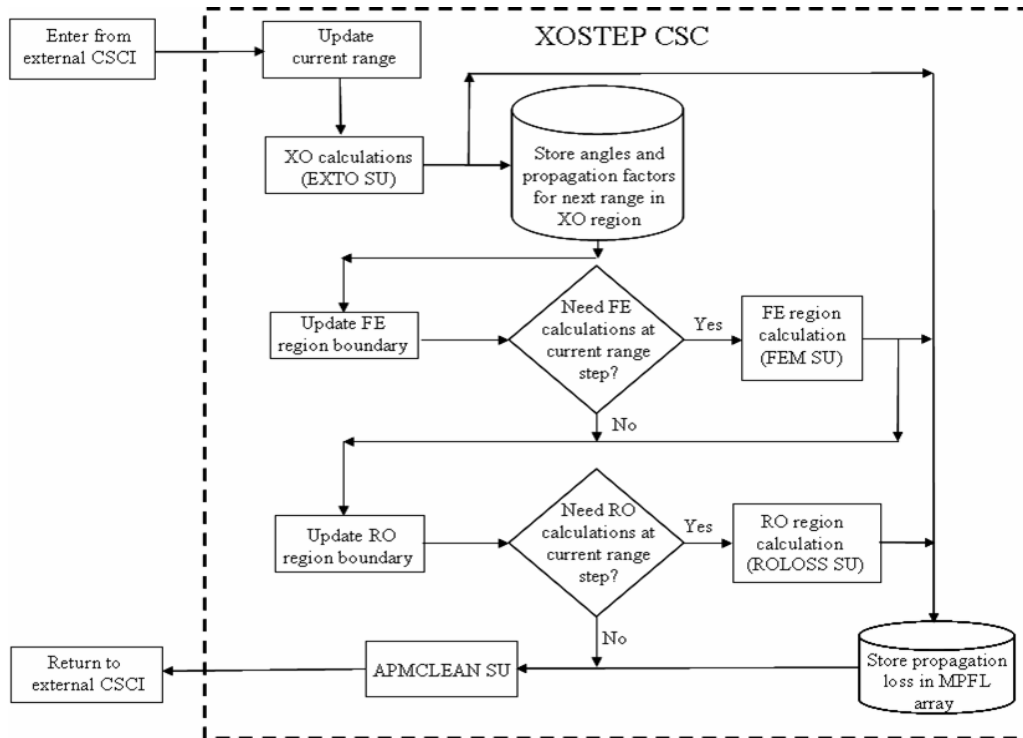 XOSTEP CSC
Enter from
external CSCI
Update
current range
XO calculations
(EXTO SU)
Store angles and
propagation factors
for next range in
XO region
Update FE
region boundary
Need FE
calculations at
current range
step?
Yes
FE region
calculation
(FEM SU)
No
Update RO
region boundary
Need RO
calculations at
current range
step?
Yes
RO region
calculation
(ROLOSS SU)
No
Store propagation
loss in MPFL
array
APMCLEAN SU
Return to
external CSCI